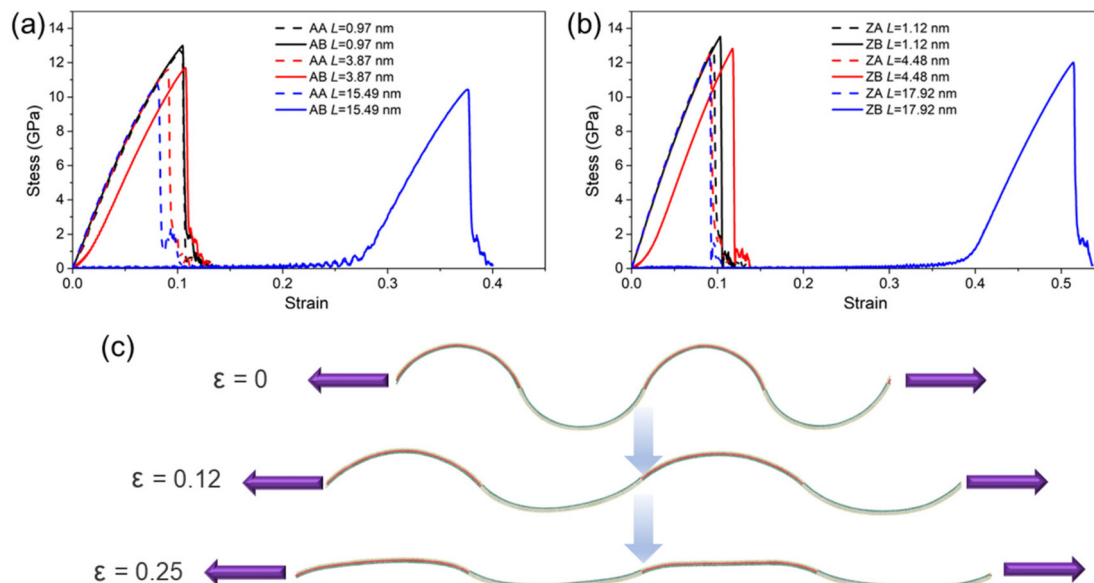 (a)
Stess (GPa)
14
12
10
8
6
4
2
0
AA L=0.97 nm
AB L=0.97 nm
AA L=3.87 nm
AB L=3.87 nm
AA L=15.49 nm
AB L=15.49 nm
0.0 0.1 0.2 0.3 0.4
Strain
(b)
Stess (GPa)
14
12
10
8
6
4
2
0
ZA L=1.12 nm
ZB L=1.12 nm
ZA L=4.48 nm
ZB L=4.48 nm
ZA L=17.92 nm
ZB L=17.92 nm
0.0 0.1 0.2 0.3 0.4 0.5
Strain
(c)
ε = 0
ε = 0.12
ε = 0.25